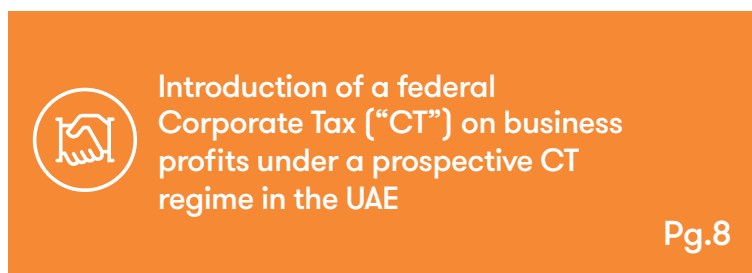 Introduction of a federal
Corporate Tax (“CT”) on business
profits under a prospective CT
regime in the UAE
Pg.8